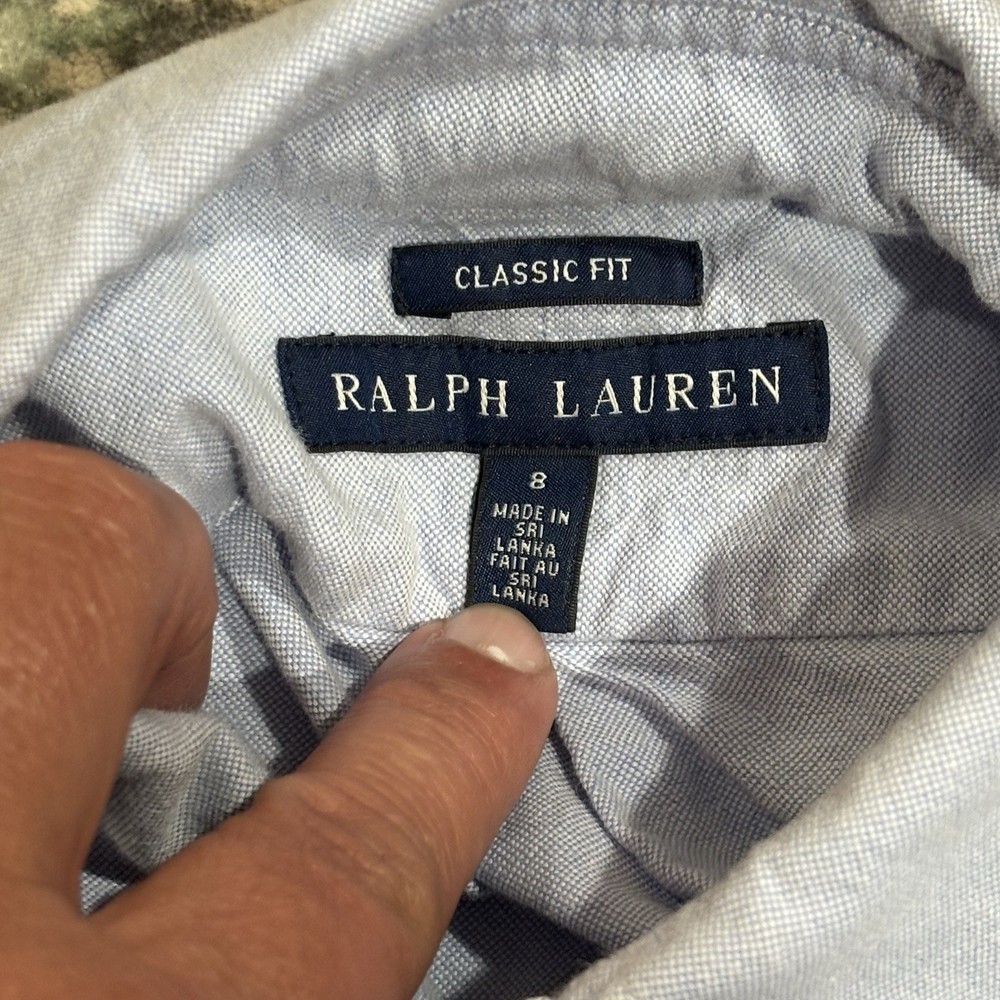 CLASSIC FIT
RALPH LAUREN
8
MADE IN
SRI
LANKA
FAIT AU
SRI
LANKA